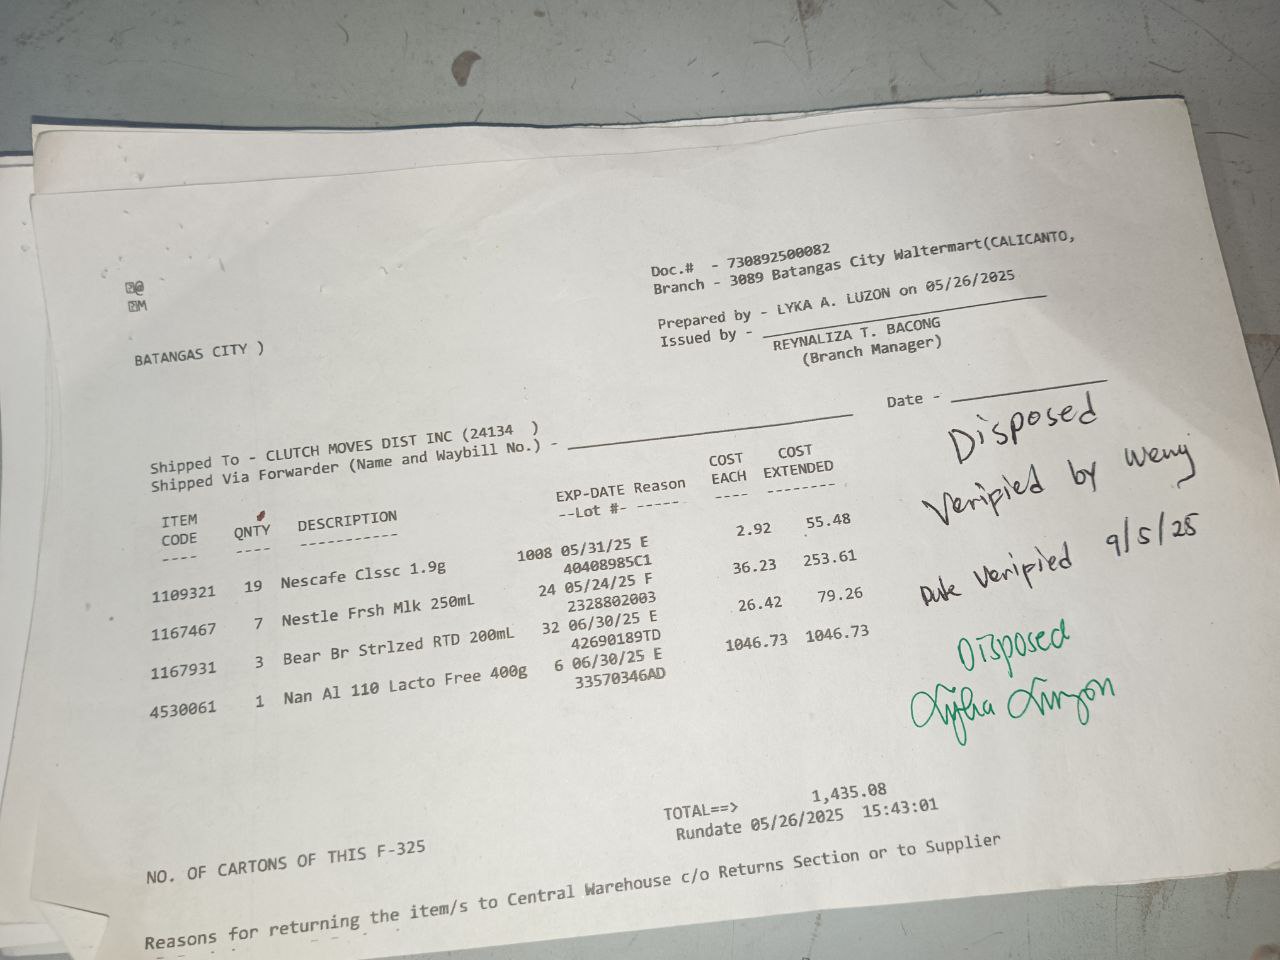 Doc.# - 730892500082
Branch - 3089 Batangas City Waltermart(CALICANTO,
@
M
Prepared by - LYKA A. LUZON on 05/26/2025
Issued by -
REYNALIZA T. BACONG
(Branch Manager)
BATANGAS CITY )
Date -
Shipped To - CLUTCH MOVES DIST INC (24134 )
Shipped Via Forwarder (Name and Waybill No.) -
ITEM CODE QNTY DESCRIPTION EXP-DATE Reason --Lot #- ----- COST EACH COST EXTENDED
---- ---- ----------- ---- --------
1109321 19 Nescafe Clssc 1.9g 1008 05/31/25 E 2.92 55.48
40408985C1
1167467 7 Nestle Frsh Mlk 250mL 24 05/24/25 F 36.23 253.61
2328802003
1167931 3 Bear Br Strlzed RTD 200mL 32 06/30/25 E 26.42 79.26
42690189TD
4530061 1 Nan Al 110 Lacto Free 400g 6 06/30/25 E 1046.73 1046.73
33570346AD
Disposed
Veripied by Weny
Date Veripied 9/5/25
Disposed
Lyka Luzon
TOTAL==> 1,435.08
Rundate 05/26/2025 15:43:01
NO. OF CARTONS OF THIS F-325
Reasons for returning the item/s to Central Warehouse c/o Returns Section or to Supplier